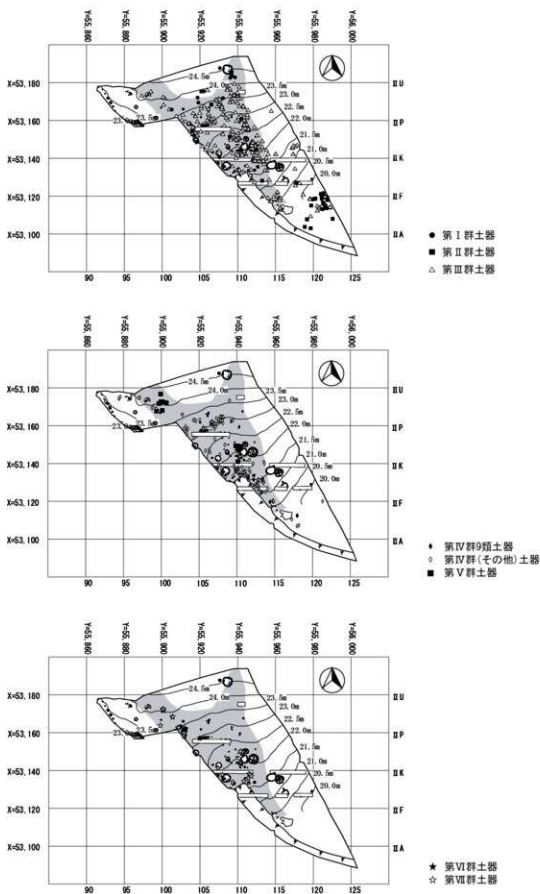 Y=55.860 Y=55.880 Y=55.900 Y=55.920 Y=55.940 Y=55.960 Y=55.980 Y=56.000
X=53.180
X=53.160
X=53.140
X=53.120
X=53.100
24.5m
24.0m
23.5m
23.0m
22.5m
22.0m
21.5m
21.0m
20.5m
20.0m
23.0m
23.5m
ⅡU
ⅡP
ⅡK
ⅡF
ⅡA
90 95 100 105 110 115 120 125
● 第Ⅰ群土器
■ 第Ⅱ群土器
△ 第Ⅲ群土器
Y=55.860 Y=55.880 Y=55.900 Y=55.920 Y=55.940 Y=55.960 Y=55.980 Y=56.000
X=53.180
X=53.160
X=53.140
X=53.120
X=53.100
24.5m
24.0m
23.5m
23.0m
22.5m
22.0m
21.5m
21.0m
20.5m
20.0m
23.0m
23.5m
ⅡU
ⅡP
ⅡK
ⅡF
ⅡA
90 95 100 105 110 115 120 125
♦ 第Ⅳ群9類土器
◇ 第Ⅳ群(その他)土器
■ 第Ⅴ群土器
Y=55.860 Y=55.880 Y=55.900 Y=55.920 Y=55.940 Y=55.960 Y=55.980 Y=56.000
X=53.180
X=53.160
X=53.140
X=53.120
X=53.100
24.5m
24.0m
23.5m
23.0m
22.5m
22.0m
21.5m
21.0m
20.5m
20.0m
23.0m
23.5m
ⅡU
ⅡP
ⅡK
ⅡF
ⅡA
90 95 100 105 110 115 120 125
★ 第Ⅵ群土器
☆ 第Ⅶ群土器